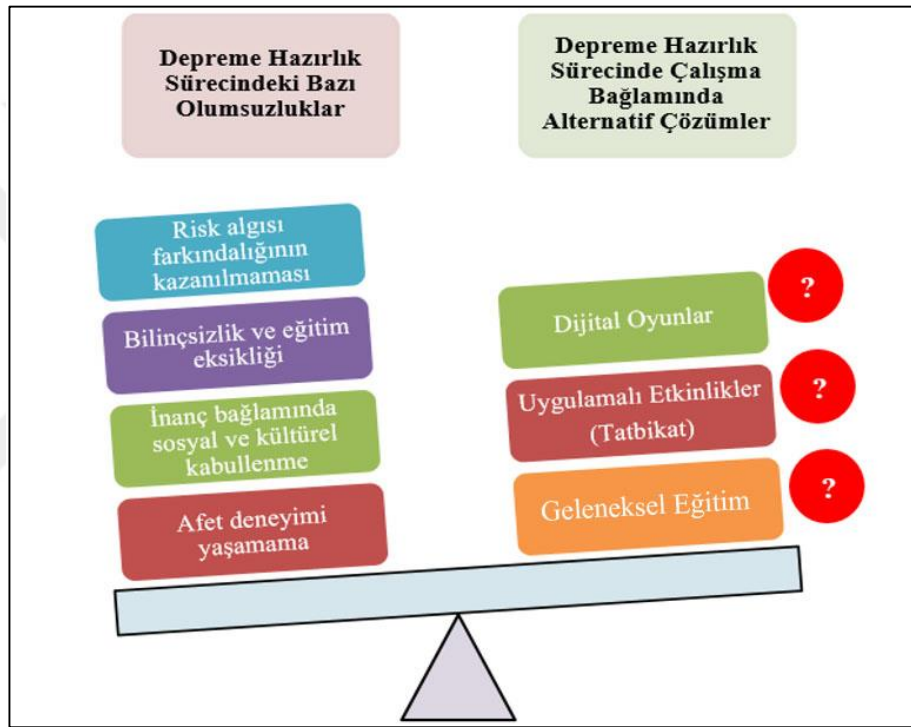 Depreme Hazırlık
Sürecindeki Bazı
Olumsuzluklar
Depreme Hazırlık
Sürecinde Çalışma
Bağlamında
Alternatif Çözümler
Risk algısı
farkındalığının
kazanılmaması
Bilinçsizlik ve eğitim
eksikliği
İnanç bağlamında
sosyal ve kültürel
kabullenme
Afet deneyimi
yaşamama
Dijital Oyunlar
?
Uygulamalı Etkinlikler
(Tatbikat)
?
Geleneksel Eğitim
?